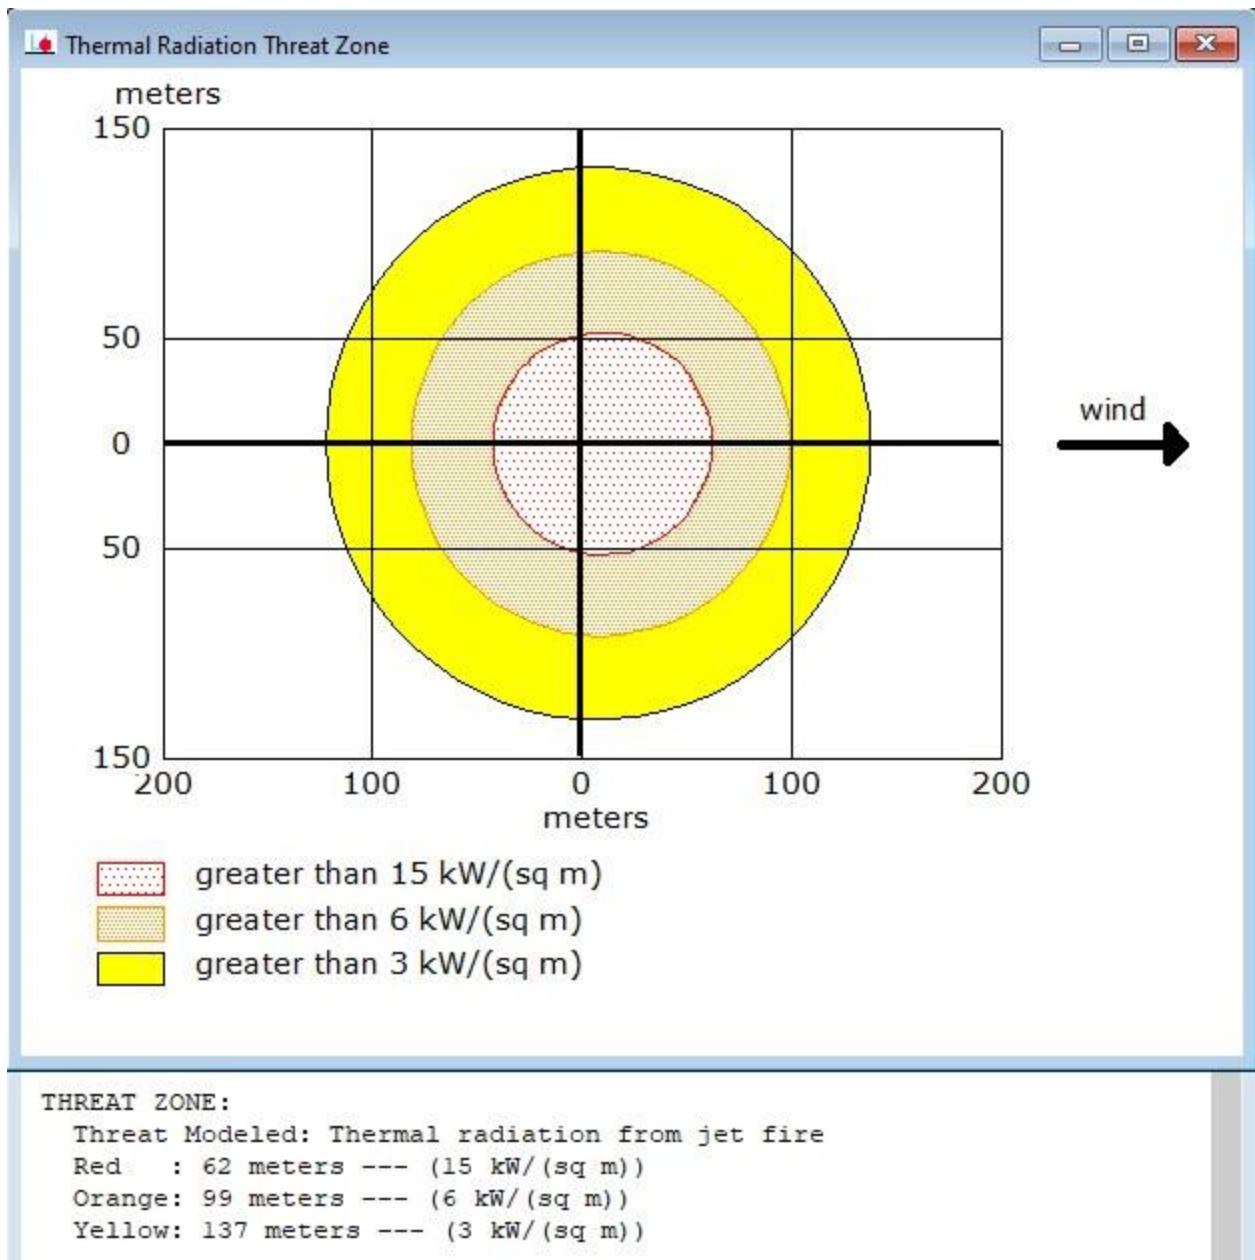 Thermal Radiation Threat Zone
meters
150
50
0
50
150
200 100 0 100 200
meters
wind
greater than 15 kW/(sq m)
greater than 6 kW/(sq m)
greater than 3 kW/(sq m)
THREAT ZONE:
Threat Modeled: Thermal radiation from jet fire
Red   : 62 meters --- (15 kW/(sq m))
Orange: 99 meters --- (6 kW/(sq m))
Yellow: 137 meters --- (3 kW/(sq m))